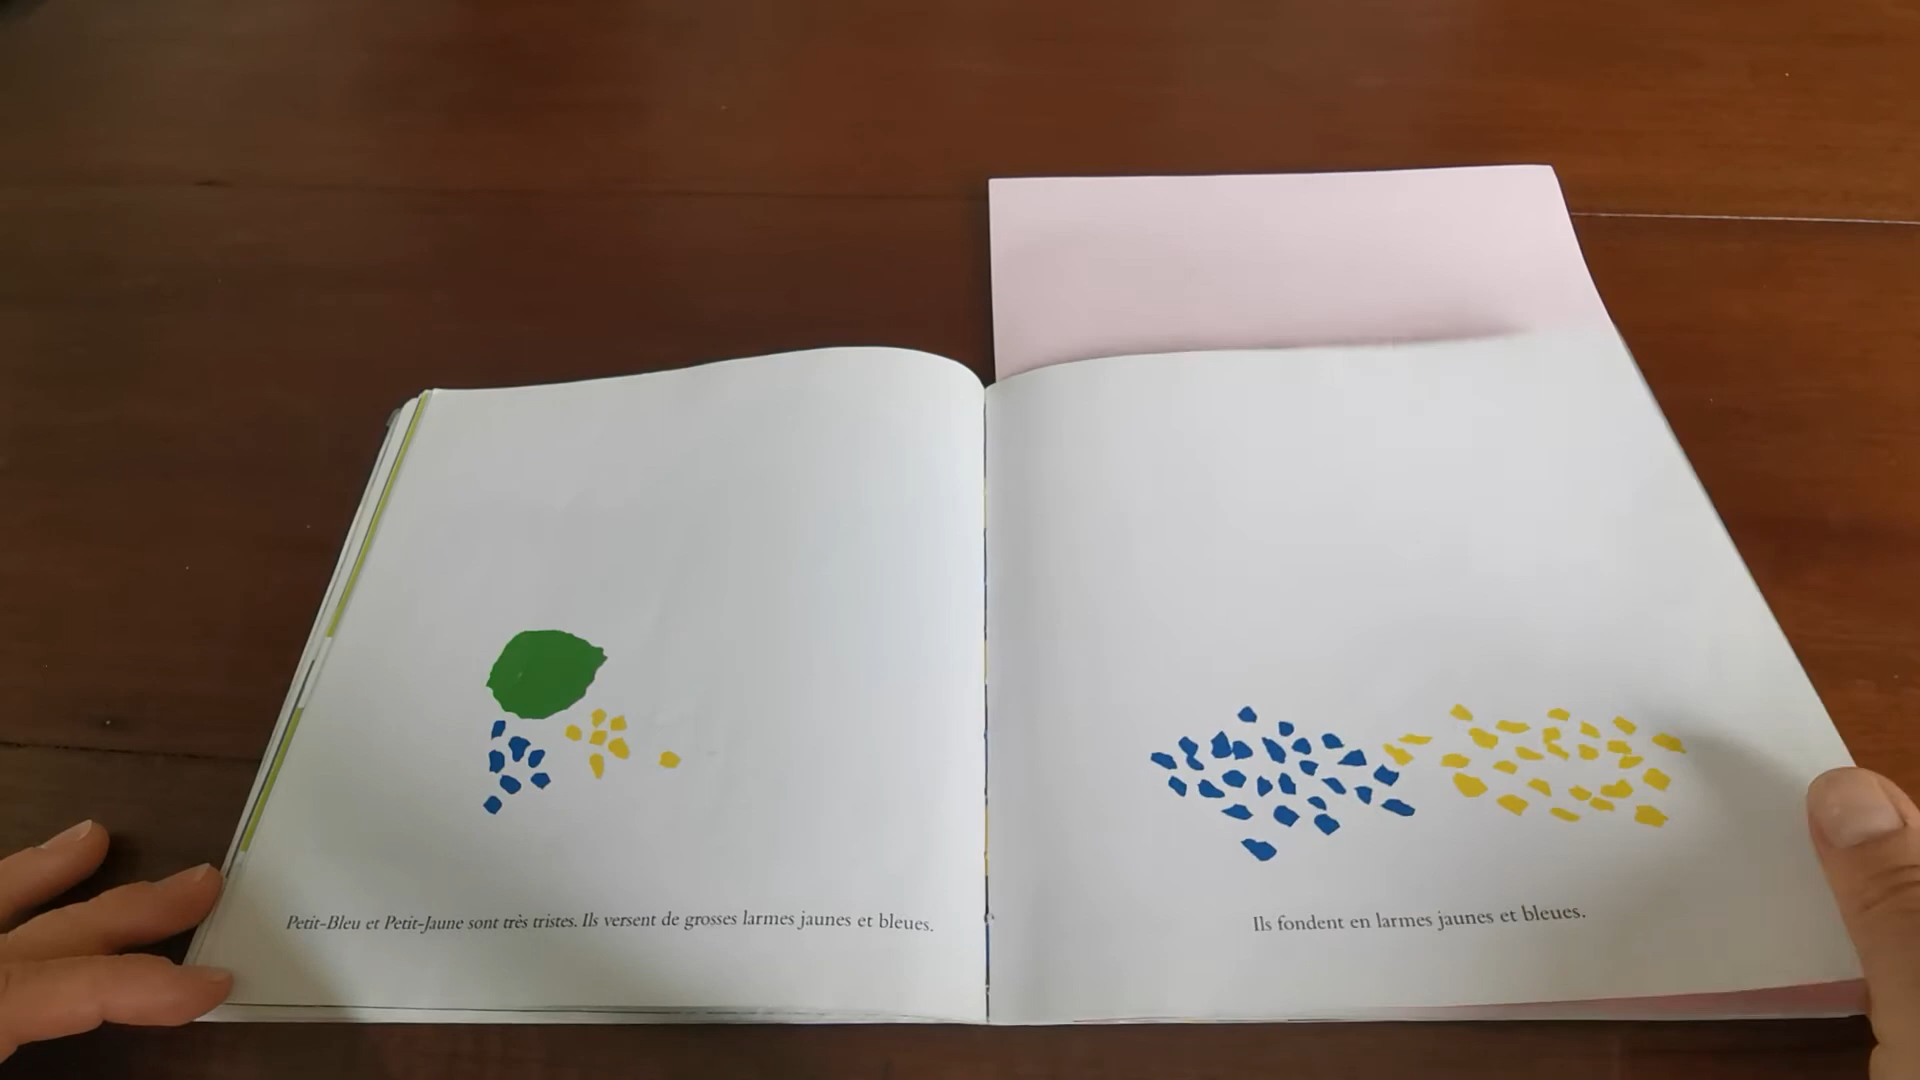 Petit-Bleu et Petit-Jaune sont très tristes. Ils versent de grosses larmes jaunes et bleues.
Ils fondent en larmes jaunes et bleues.